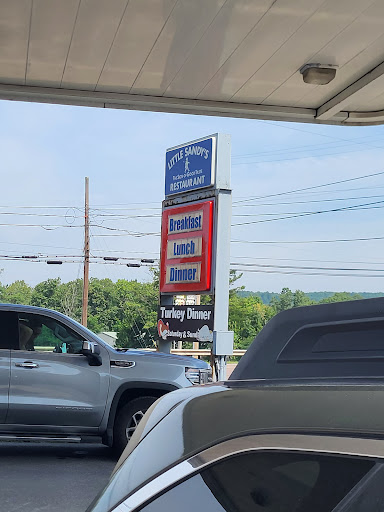 LITTLE SANDY'S
RESTAURANT
Breakfast
Lunch
Dinner
Turkey Dinner
Saturday & Sunday